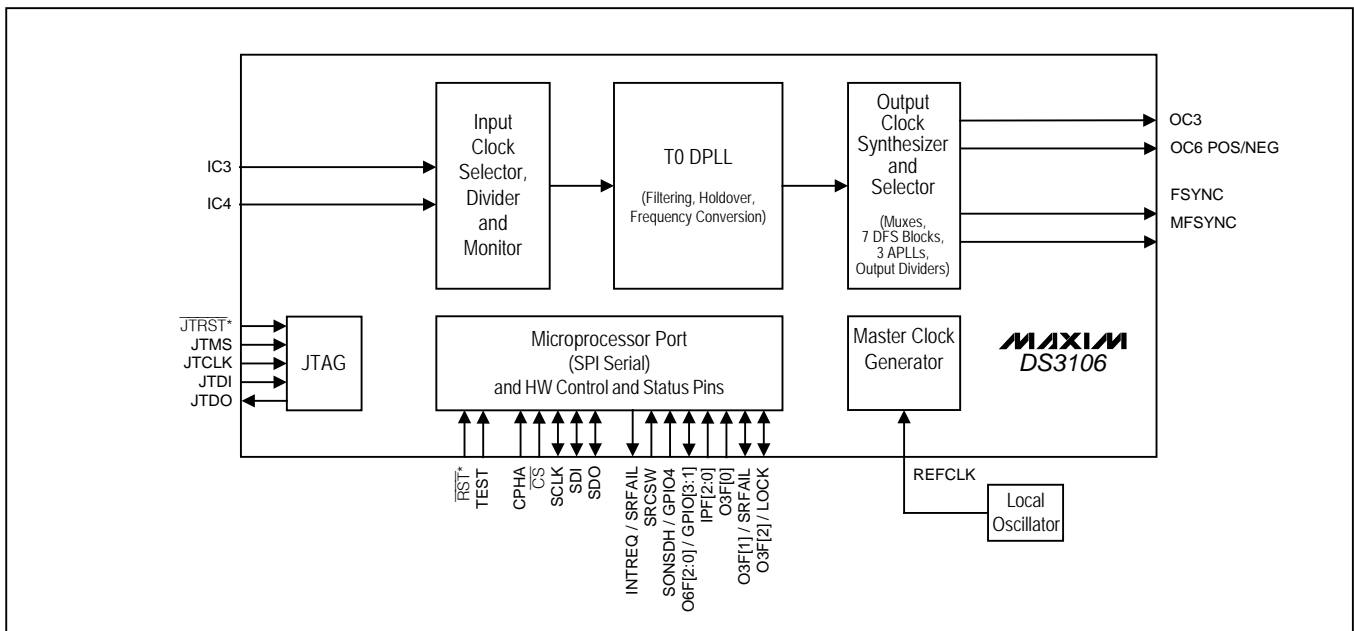 Input
Clock
Selector,
Divider
and
Monitor
T0 DPLL
(Filtering, Holdover,
Frequency Conversion)
Output
Clock
Synthesizer
and
Selector
(Muxes,
7 DFS Blocks,
3 APLLs,
Output Dividers)
IC3
IC4
OC3
OC6 POS/NEG
FSYNC
MFSYNC
JTRST*
JTMS
JTCLK
JTDI
JTDO
JTAG
Microprocessor Port
(SPI Serial)
and HW Control and Status Pins
Master Clock
Generator
MAXIM
DS3106
RST*
TEST
CPHA
CS
SCLK
SDI
SDO
INTREQ / SRFAIL
SRCSW
SONSDH / GPIO4
O6F[2:0] / GPIO[3:1]
IPF[2:0]
O3F[0]
O3F[1] / SRFAIL
O3F[2] / LOCK
REFCLK
Local
Oscillator